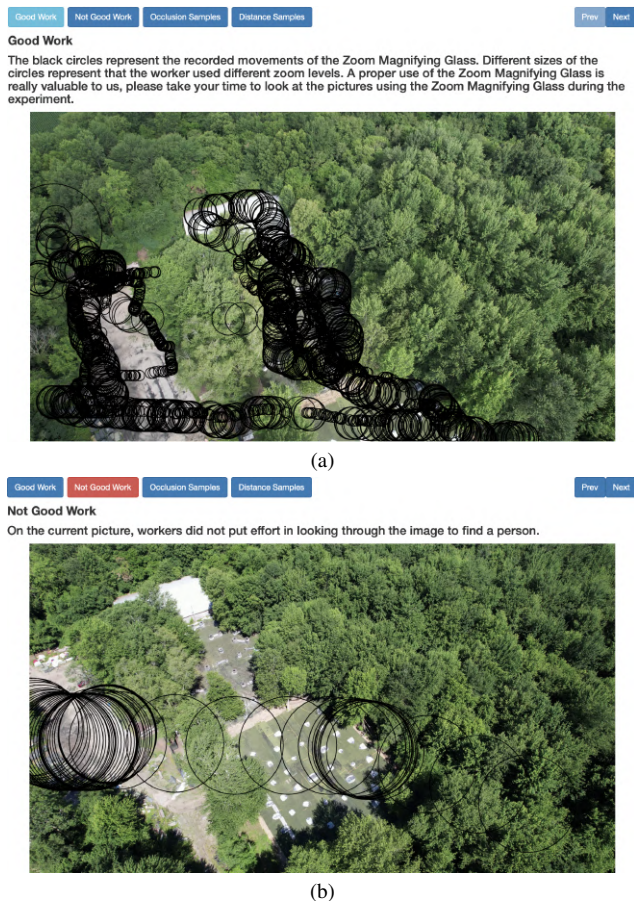 Good Work Not Good Work Occlusion Samples Distance Samples Prev Next
Good Work
The black circles represent the recorded movements of the Zoom Magnifying Glass. Different sizes of the
circles represent that the worker used different zoom levels. A proper use of the Zoom Magnifying Glass is
really valuable to us, please take your time to look at the pictures using the Zoom Magnifying Glass during the
experiment.
(a)
Good Work Not Good Work Occlusion Samples Distance Samples Prev Next
Not Good Work
On the current picture, workers did not put effort in looking through the image to find a person.
(b)